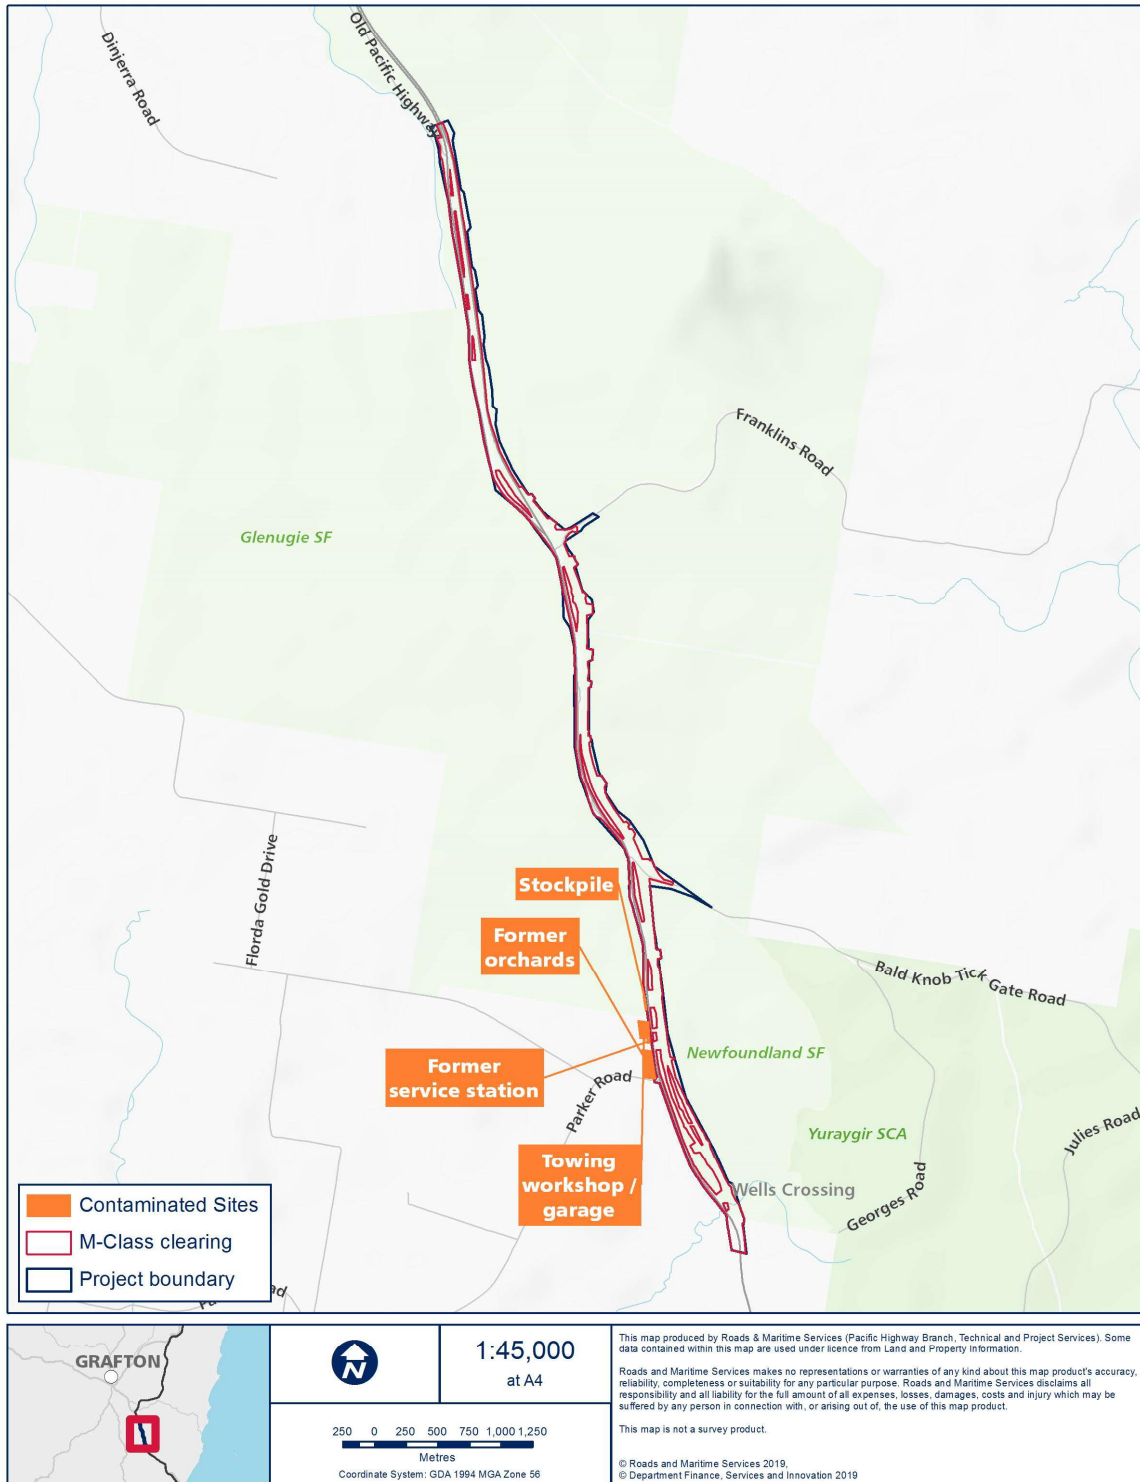 Old Pacific Highway
Dinjerra Road
Franklins Road
Glenugie SF
Florda Gold Drive
Stockpile
Former
orchards
Bald Knob Tick Gate Road
Former
service station
Newfoundland SF
Parker Road
Yuraygir SCA
Julies Road
Towing
workshop /
garage
Wells Crossing
Georges Road
Contaminated Sites
M-Class clearing
Project boundary
GRAFTON
N
1:45,000
at A4
250 0 250 500 750 1,000 1,250
Metres
Coordinate System: GDA 1994 MGA Zone 56
This map produced by Roads & Maritime Services (Pacific Highway Branch, Technical and Project Services). Some
data contained within this map are used under licence from Land and Property Information.
Roads and Maritime Services makes no representations or warranties of any kind about this map product's accuracy,
reliability, completeness or suitability for any particular purpose. Roads and Maritime Services disclaims all
responsibility and all liability for the full amount of all expenses, losses, damages, costs and injury which may be
suffered by any person in connection with, or arising out of, the use of this map product.
This map is not a survey product.
© Roads and Maritime Services 2019,
© Department Finance, Services and Innovation 2019